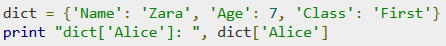 dict = {'Name': 'Zara', 'Age': 7, 'Class': 'First'}
print "dict['Alice']: ", dict['Alice']